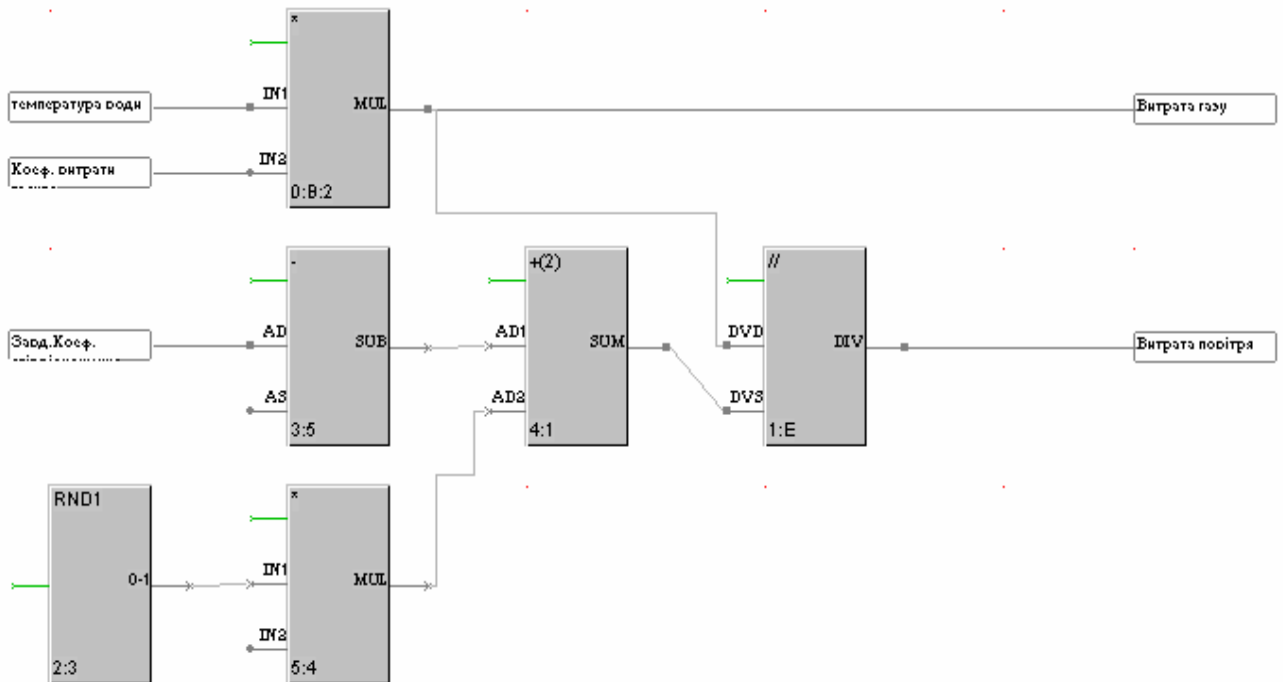 *
температура води
IN1
MUL
Витрата газу
Коеф. витрати
IN2
0:B:2
-
+(2)
//
Завд.Коеф.
AD
SUB
AD1
SUM
DVD
DIV
Витрата повітря
AS
AD2
DVS
3:5
4:1
1:E
RND1
*
0-1
IN1
MUL
IN2
2:3
5:4